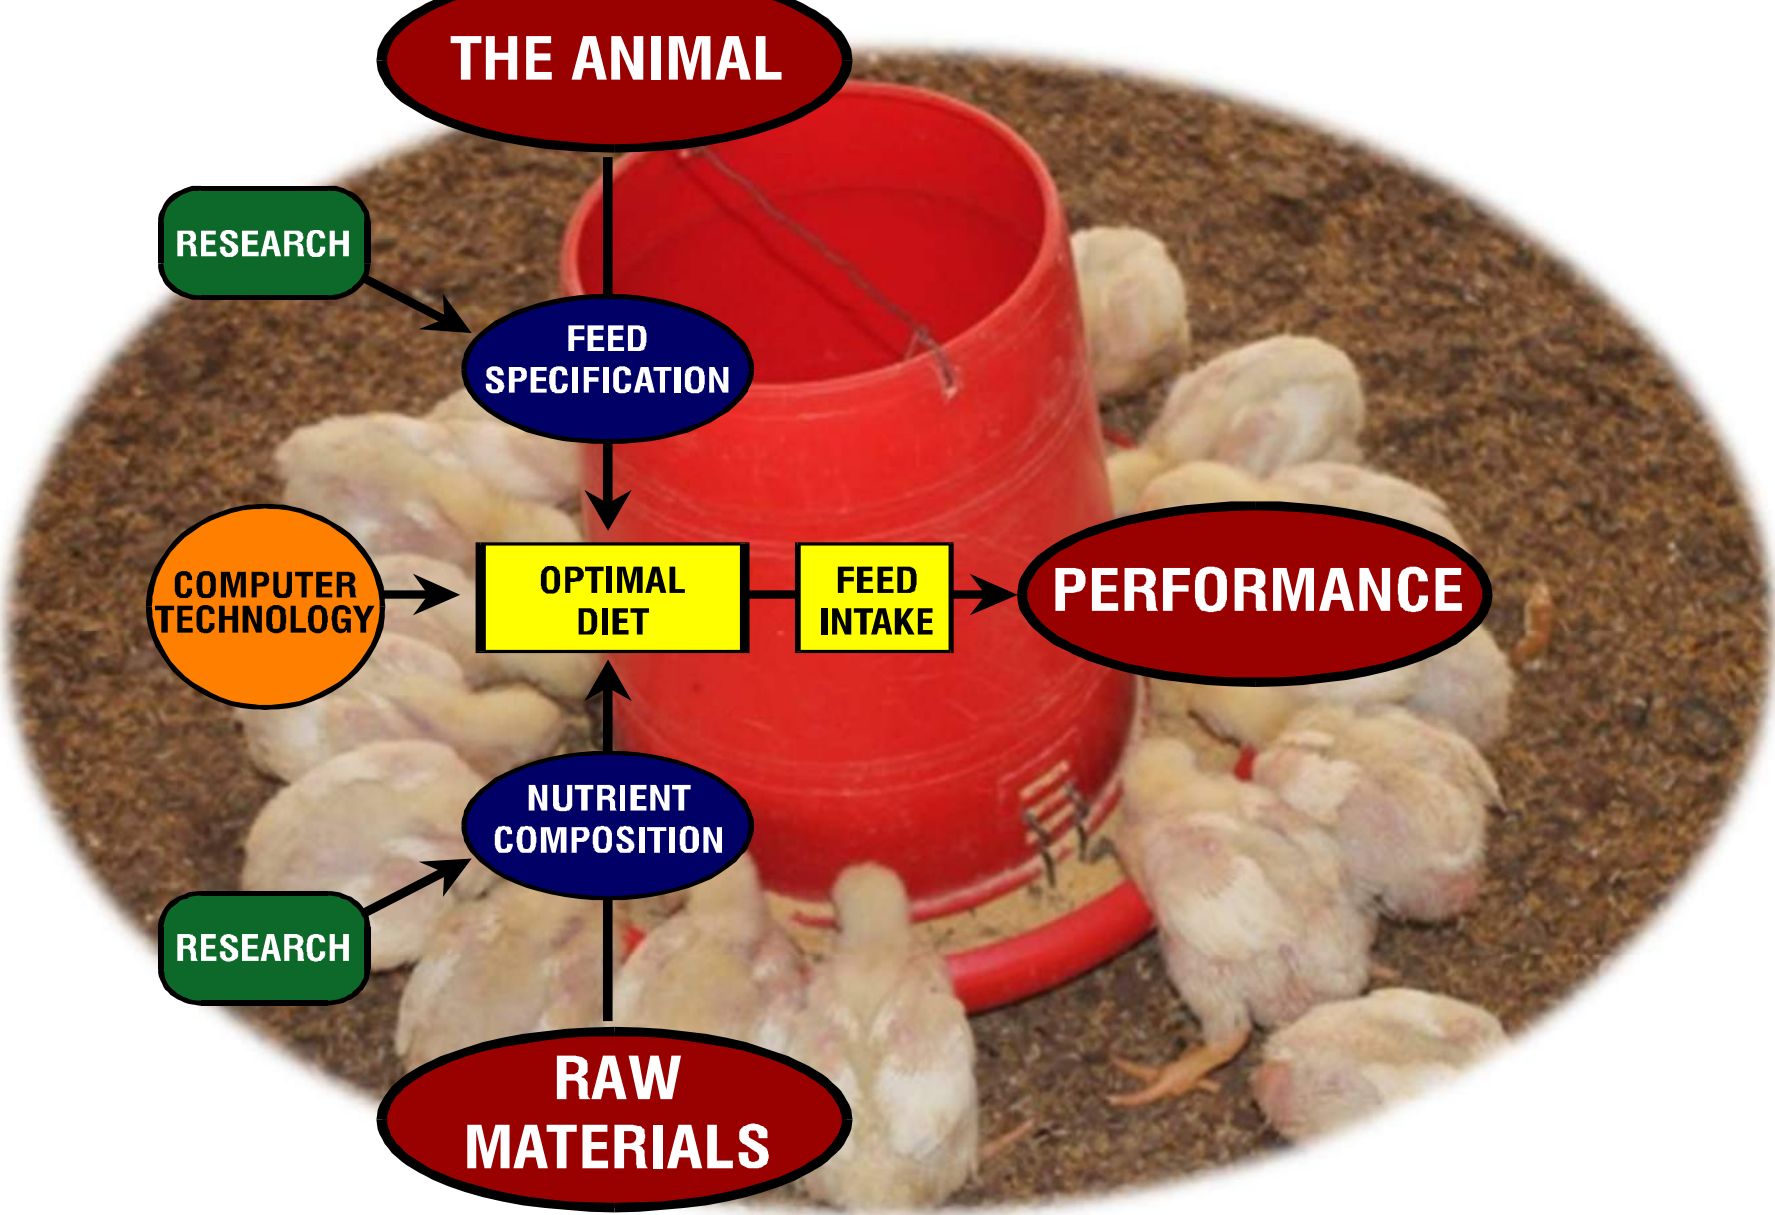 THE ANIMAL
RESEARCH
FEED
SPECIFICATION
COMPUTER
TECHNOLOGY
OPTIMAL
DIET
FEED
INTAKE
PERFORMANCE
NUTRIENT
COMPOSITION
RESEARCH
RAW
MATERIALS